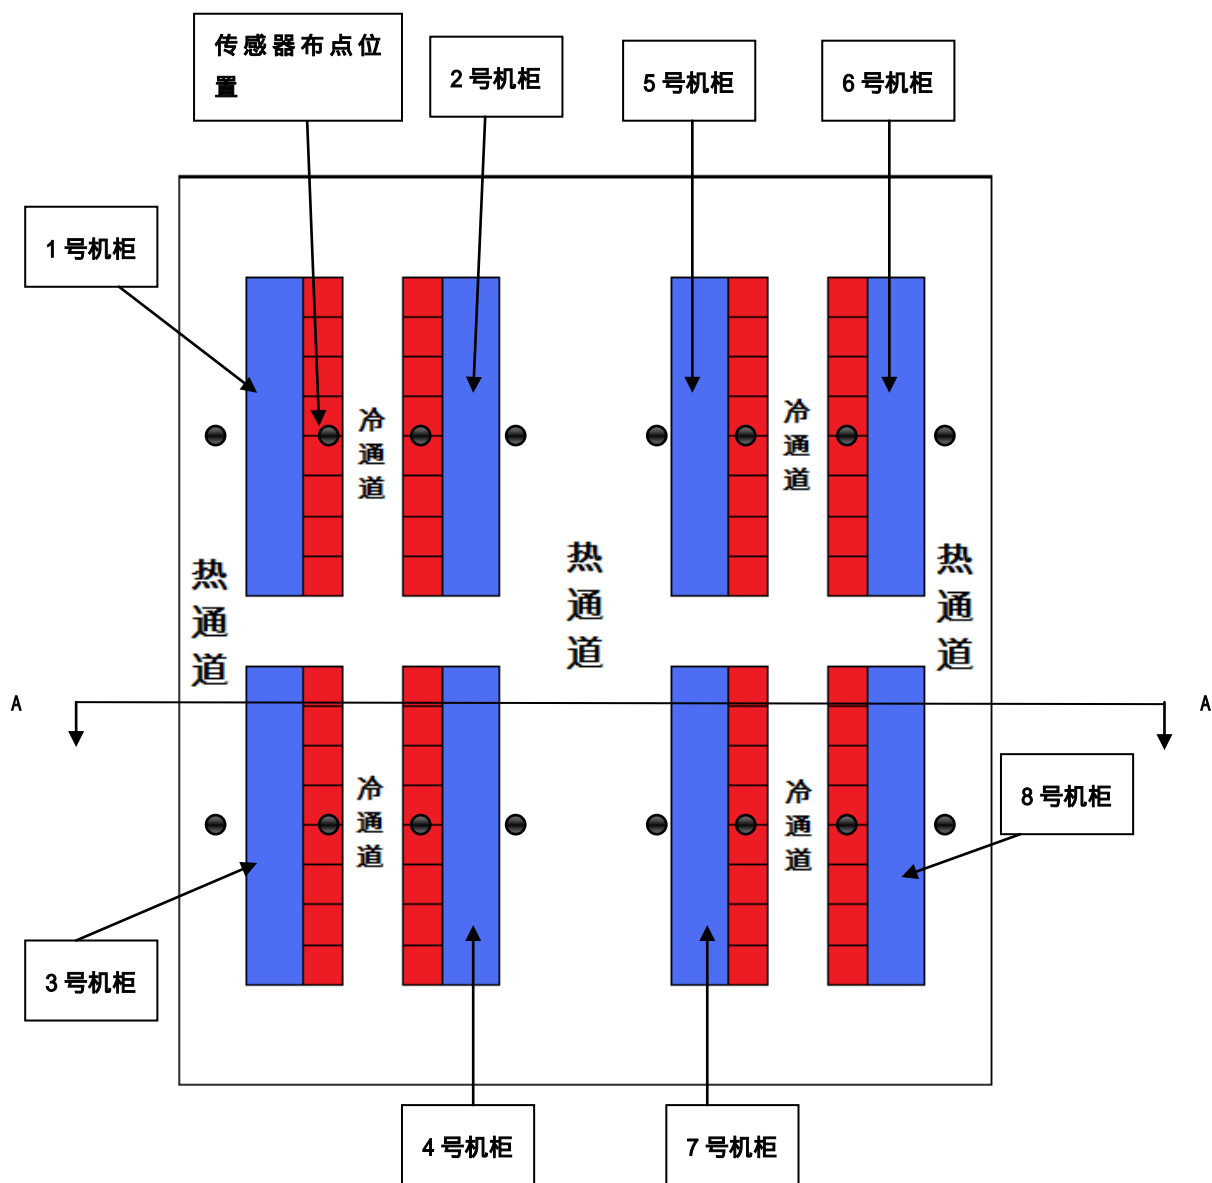 传感器布点位
置
2 号机柜
5 号机柜
6 号机柜
1 号机柜
冷
通
道
冷
通
道
热
通
道
热
通
道
热
通
道
A
A
冷
通
道
冷
通
道
8 号机柜
3 号机柜
4 号机柜
7 号机柜